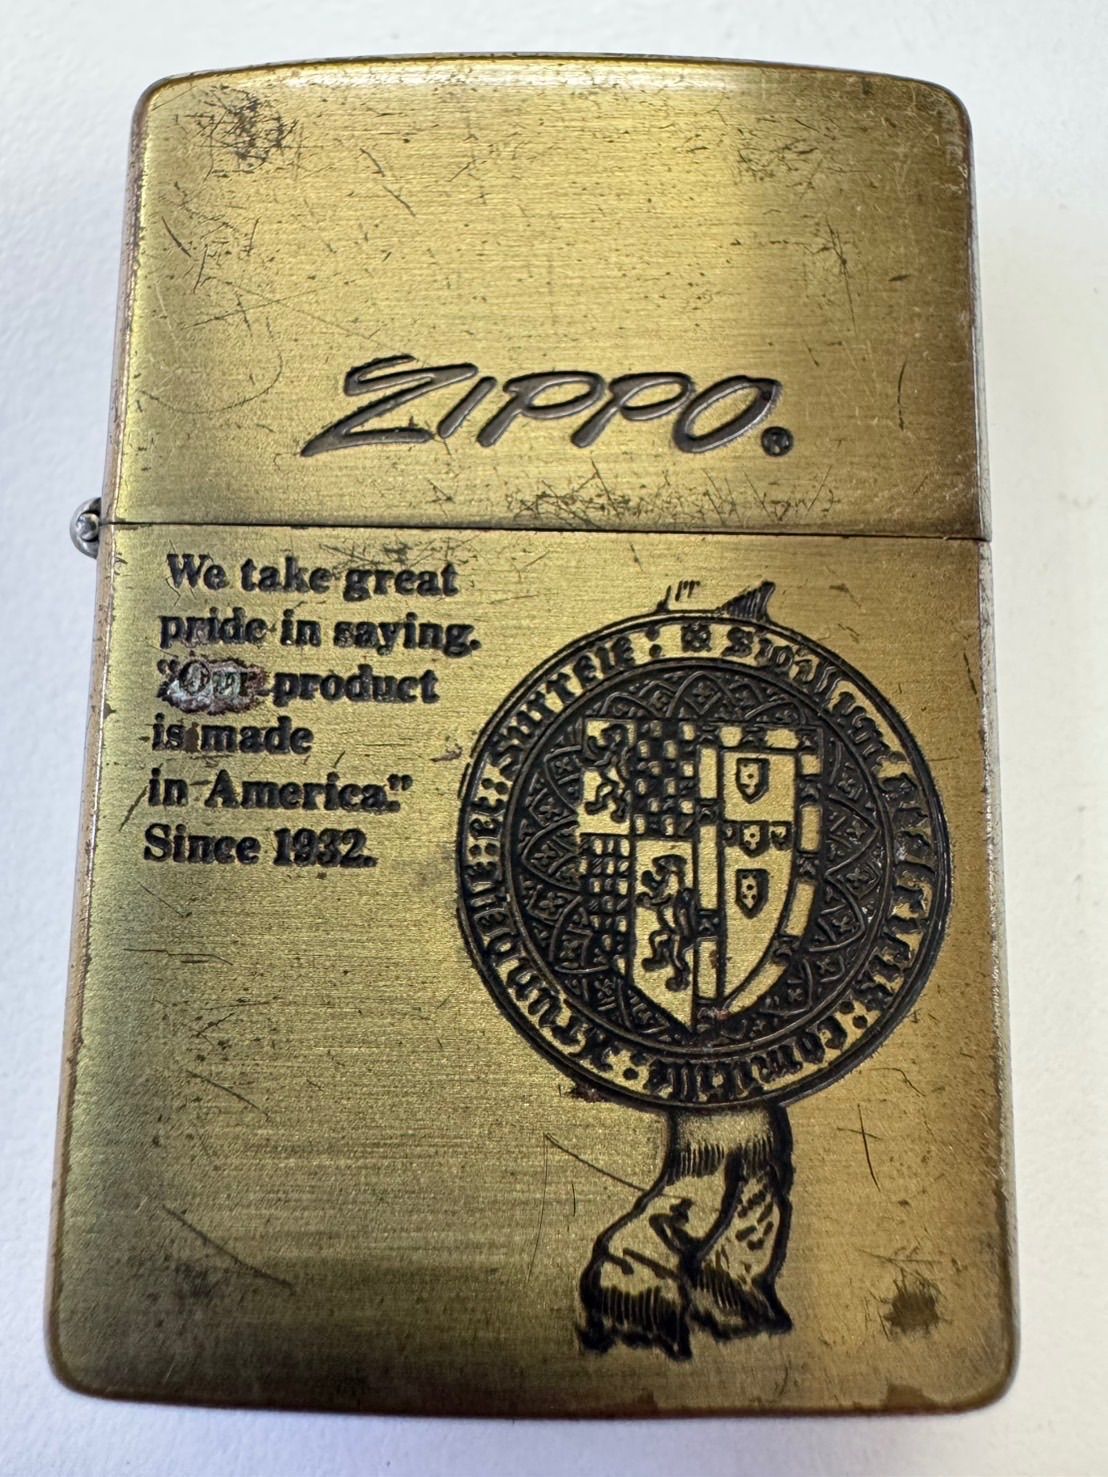 ZIPPO®
We take great
pride in saying.
"Our product
is made
in America."
Since 1932.